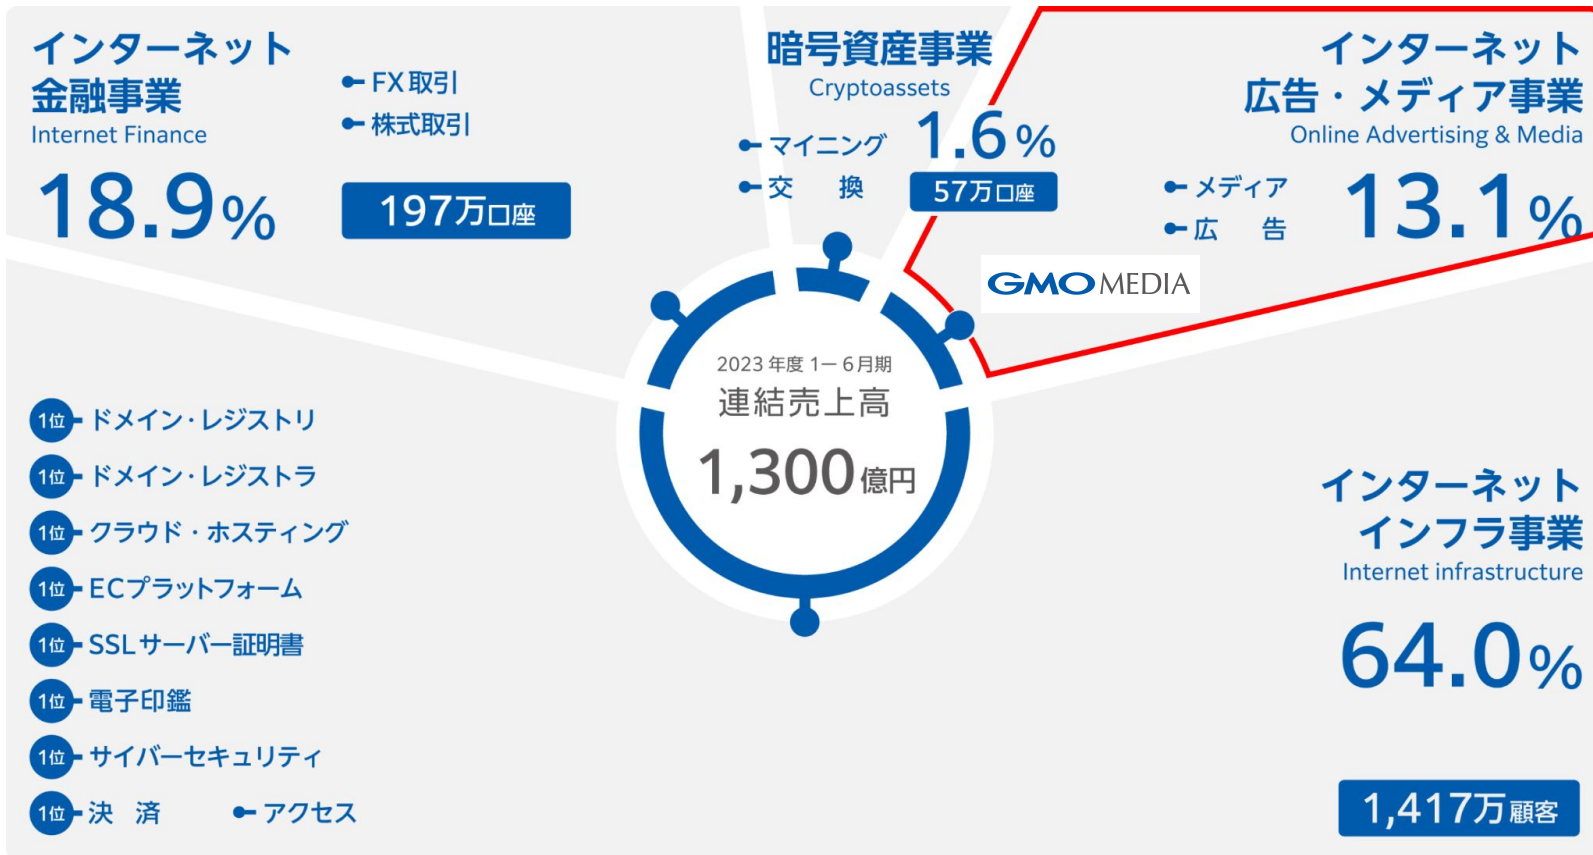 インターネット
金融事業
Internet Finance
18.9%
FX取引
株式取引
197万口座
暗号資産事業
Cryptoassets
マイニング
交 換
1.6%
57万口座
インターネット
広告・メディア事業
Online Advertising & Media
メディア
広 告
13.1%
GMO MEDIA
2023年度 1―6月期
連結売上高
1,300億円
1位 ドメイン・レジストリ
1位 ドメイン・レジストラ
1位 クラウド・ホスティング
1位 ECプラットフォーム
1位 SSLサーバー証明書
1位 電子印鑑
1位 サイバーセキュリティ
1位 決 済 アクセス
インターネット
インフラ事業
Internet infrastructure
64.0%
1,417万顧客